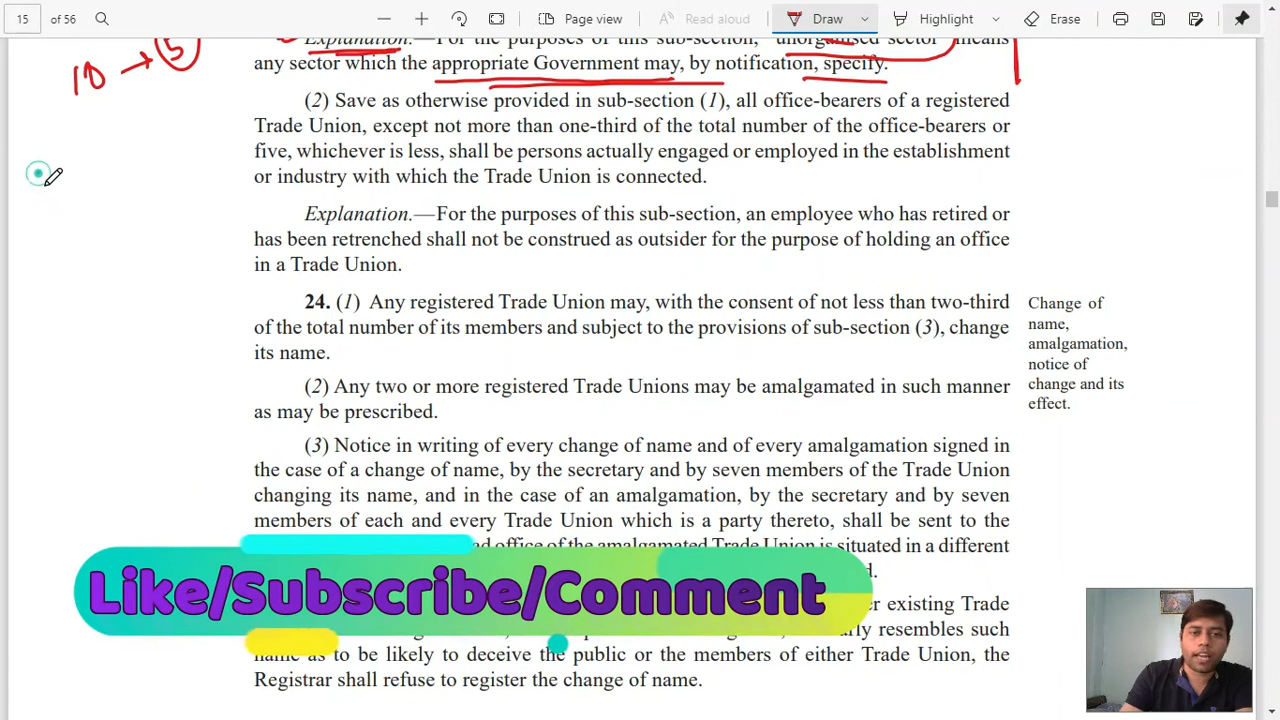 15 of 56 Page view Read aloud Draw Highlight Erase
Explanation.—For the purposes of this sub-section, "unorganised sector" means
10 → 5
any sector which the appropriate Government may, by notification, specify.
(2) Save as otherwise provided in sub-section (1), all office-bearers of a registered
Trade Union, except not more than one-third of the total number of the office-bearers or
five, whichever is less, shall be persons actually engaged or employed in the establishment
or industry with which the Trade Union is connected.
Explanation.—For the purposes of this sub-section, an employee who has retired or
has been retrenched shall not be construed as outsider for the purpose of holding an office
in a Trade Union.
24. (1) Any registered Trade Union may, with the consent of not less than two-third
of the total number of its members and subject to the provisions of sub-section (3), change
its name.
Change of
name,
amalgamation,
notice of
change and its
effect.
(2) Any two or more registered Trade Unions may be amalgamated in such manner
as may be prescribed.
(3) Notice in writing of every change of name and of every amalgamation signed in
the case of a change of name, by the secretary and by seven members of the Trade Union
changing its name, and in the case of an amalgamation, by the secretary and by seven
members of each and every Trade Union which is a party thereto, shall be sent to the
office of the amalgamated Trade Union is situated in a different
Like/Subscribe/Comment
existing Trade
resembles such
name as to be likely to deceive the public or the members of either Trade Union, the
Registrar shall refuse to register the change of name.